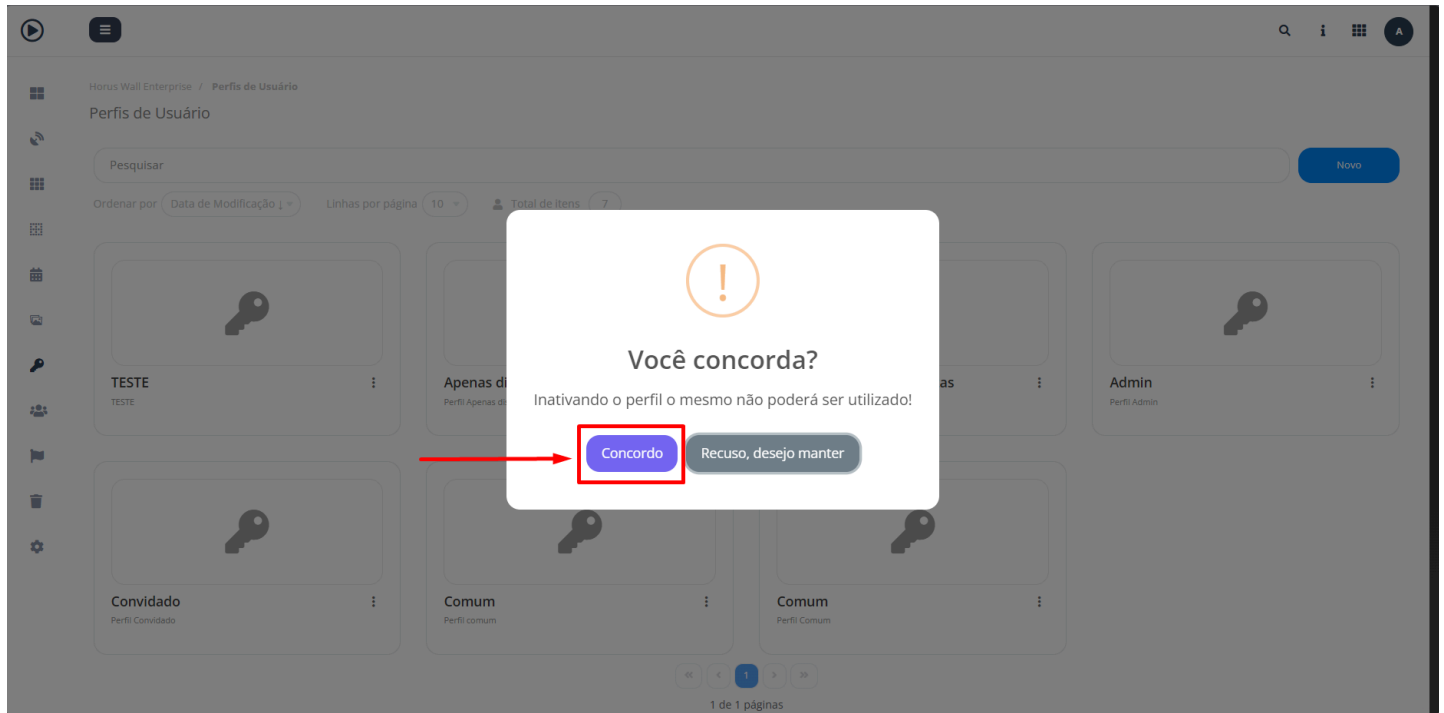 A
Horus Wall Enterprise / Perfis de Usuário
Perfis de Usuário
Pesquisar
Novo
Ordenar por Data de Modificação ↓ Linhas por página 10 Total de itens 7
!
Você concorda?
Inativando o perfil o mesmo não poderá ser utilizado!
Concordo
Recuso, desejo manter
TESTE
TESTE
Apenas di
Perfil Apenas di
as
Admin
Perfil Admin
Convidado
Perfil Convidado
Comum
Perfil comum
Comum
Perfil Comum
« ‹ 1 › »
1 de 1 páginas